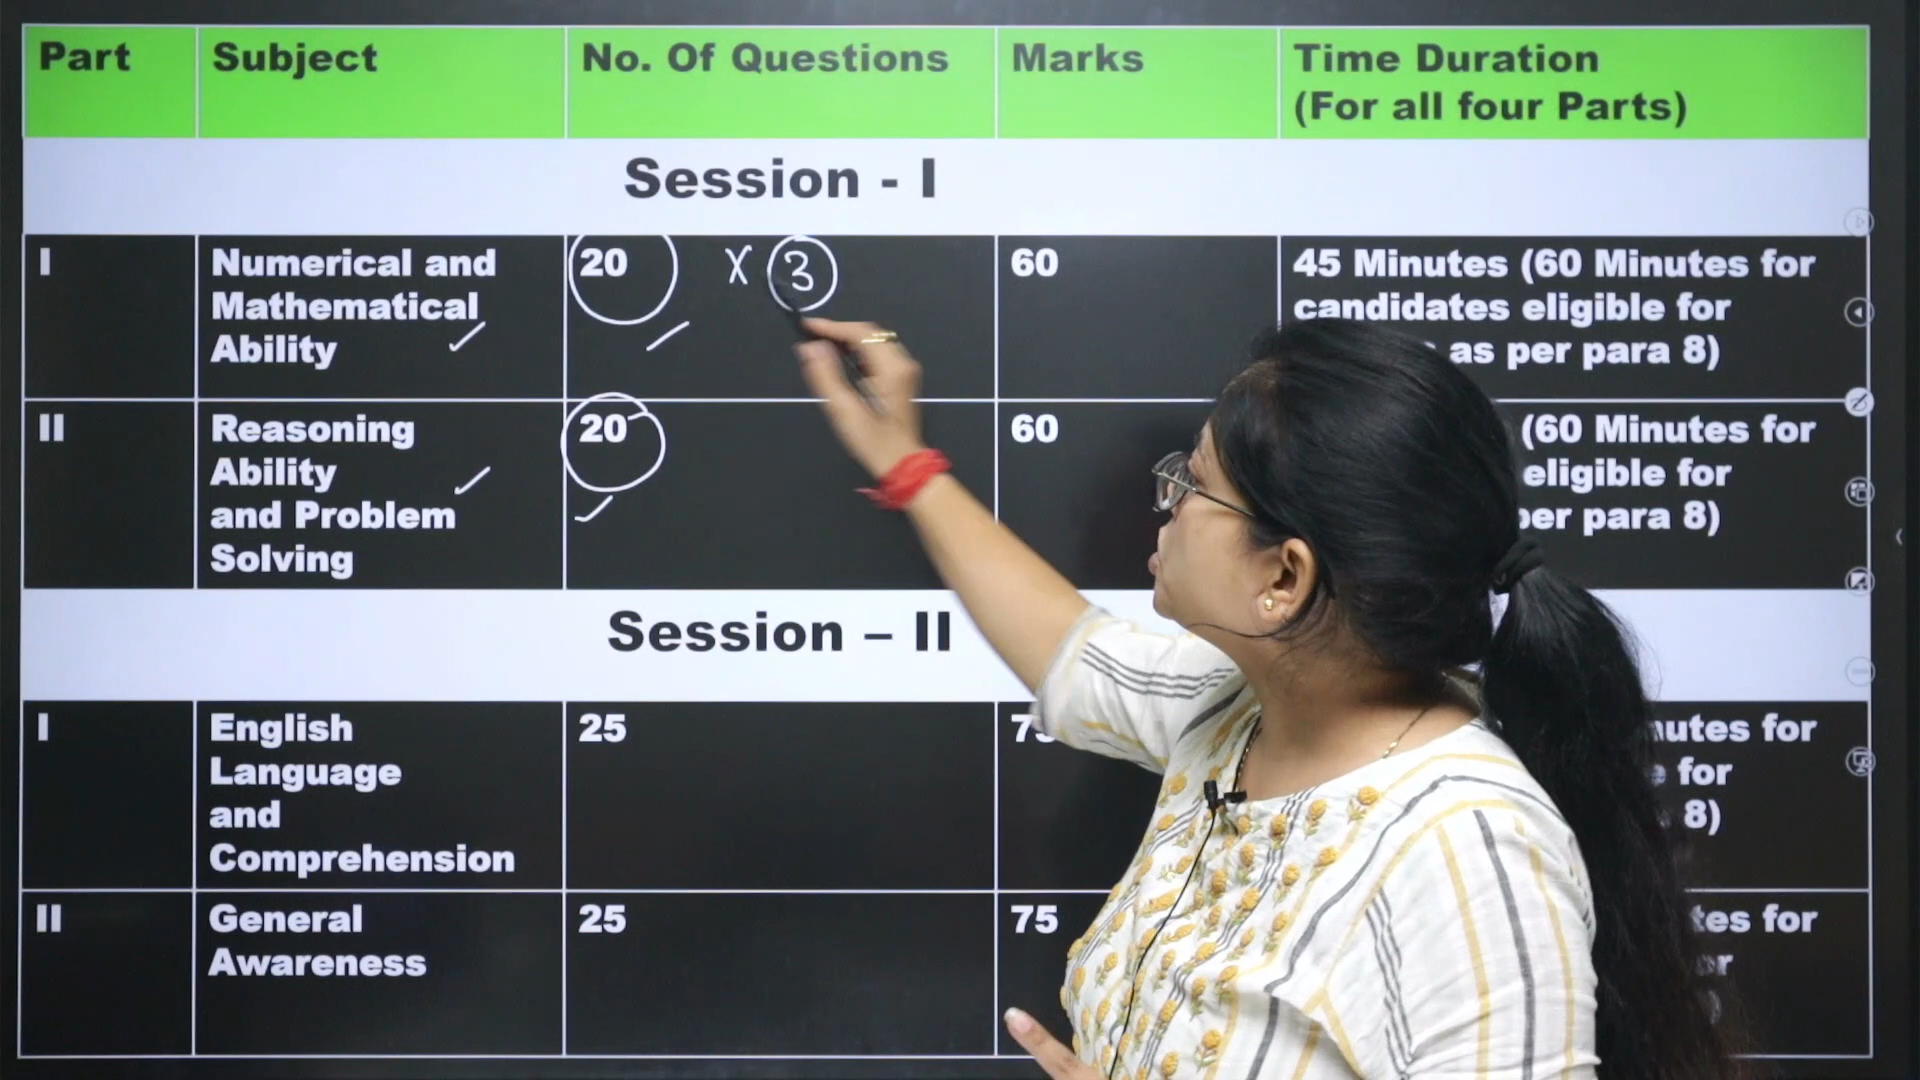 Part Subject No. Of Questions Marks Time Duration
(For all four Parts)
Session - I
I Numerical and 20 x 3 60 45 Minutes (60 Minutes for
Mathematical candidates eligible for
Ability as per para 8)
II Reasoning 20 60 (60 Minutes for
Ability eligible for
and Problem per para 8)
Solving
Session – II
I English 25 for
Language for
and 8)
Comprehension
II General 25 75 for
Awareness